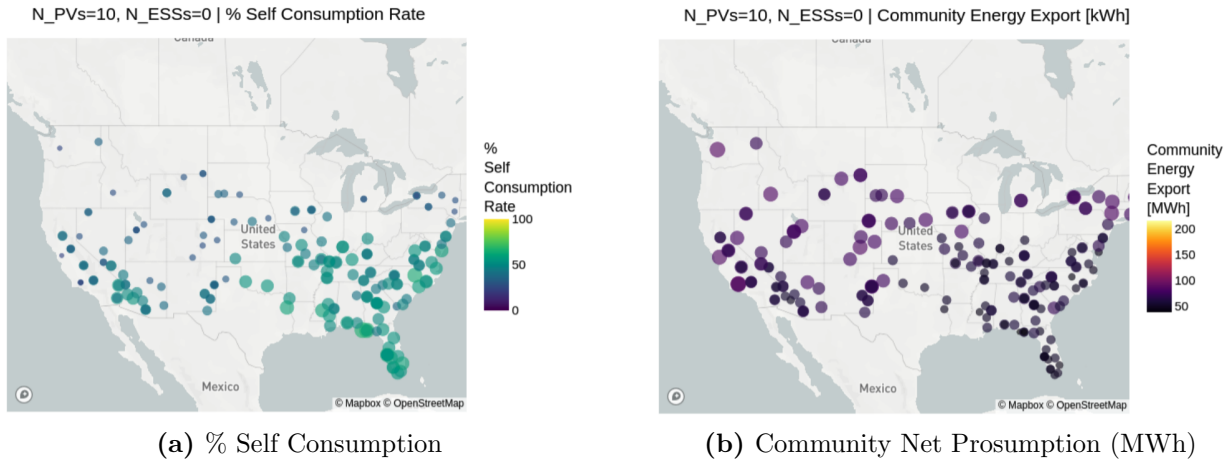 N_PVs=10, N_ESSs=0 | % Self Consumption Rate
Canada
United
States
Mexico
© Mapbox © OpenStreetMap
%
Self
Consumption
Rate
100
50
0
(a) % Self Consumption
N_PVs=10, N_ESSs=0 | Community Energy Export [kWh]
Canada
United
States
Mexico
© Mapbox © OpenStreetMap
Community
Energy
Export
[MWh]
200
150
100
50
(b) Community Net Prosumption (MWh)